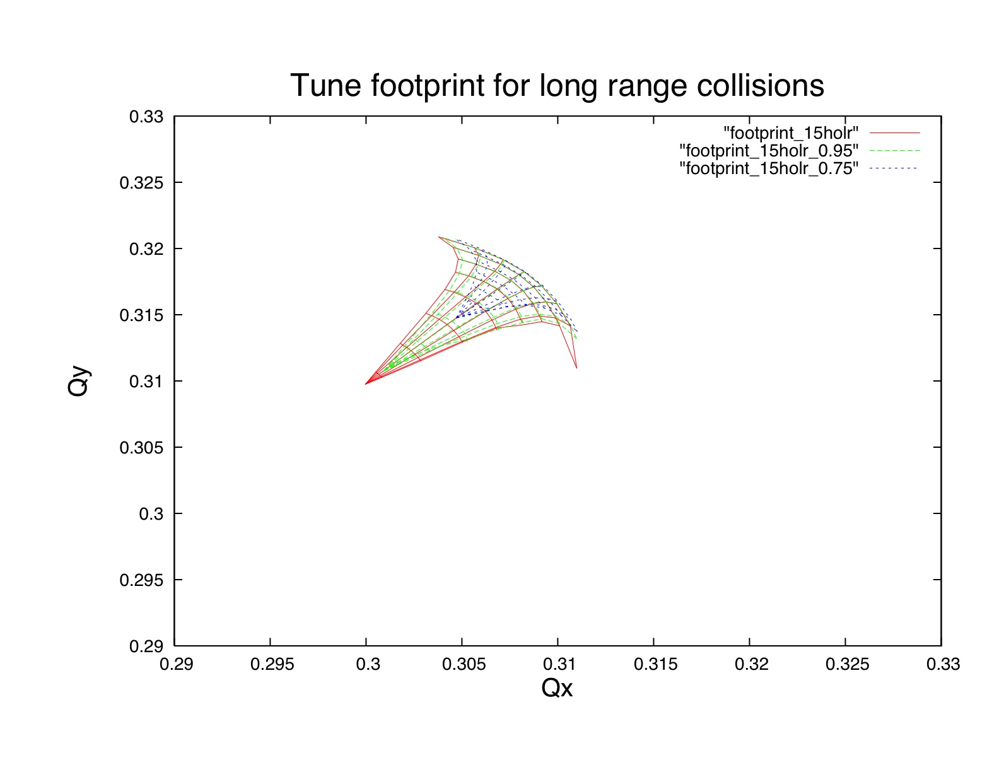 Tune footprint for long range collisions
0.33
0.325
0.32
0.315
0.31
0.305
0.3
0.295
0.29
Qy
"footprint_15holr"
"footprint_15holr_0.95"
"footprint_15holr_0.75"
0.29 0.295 0.3 0.305 0.31 0.315 0.32 0.325 0.33
Qx